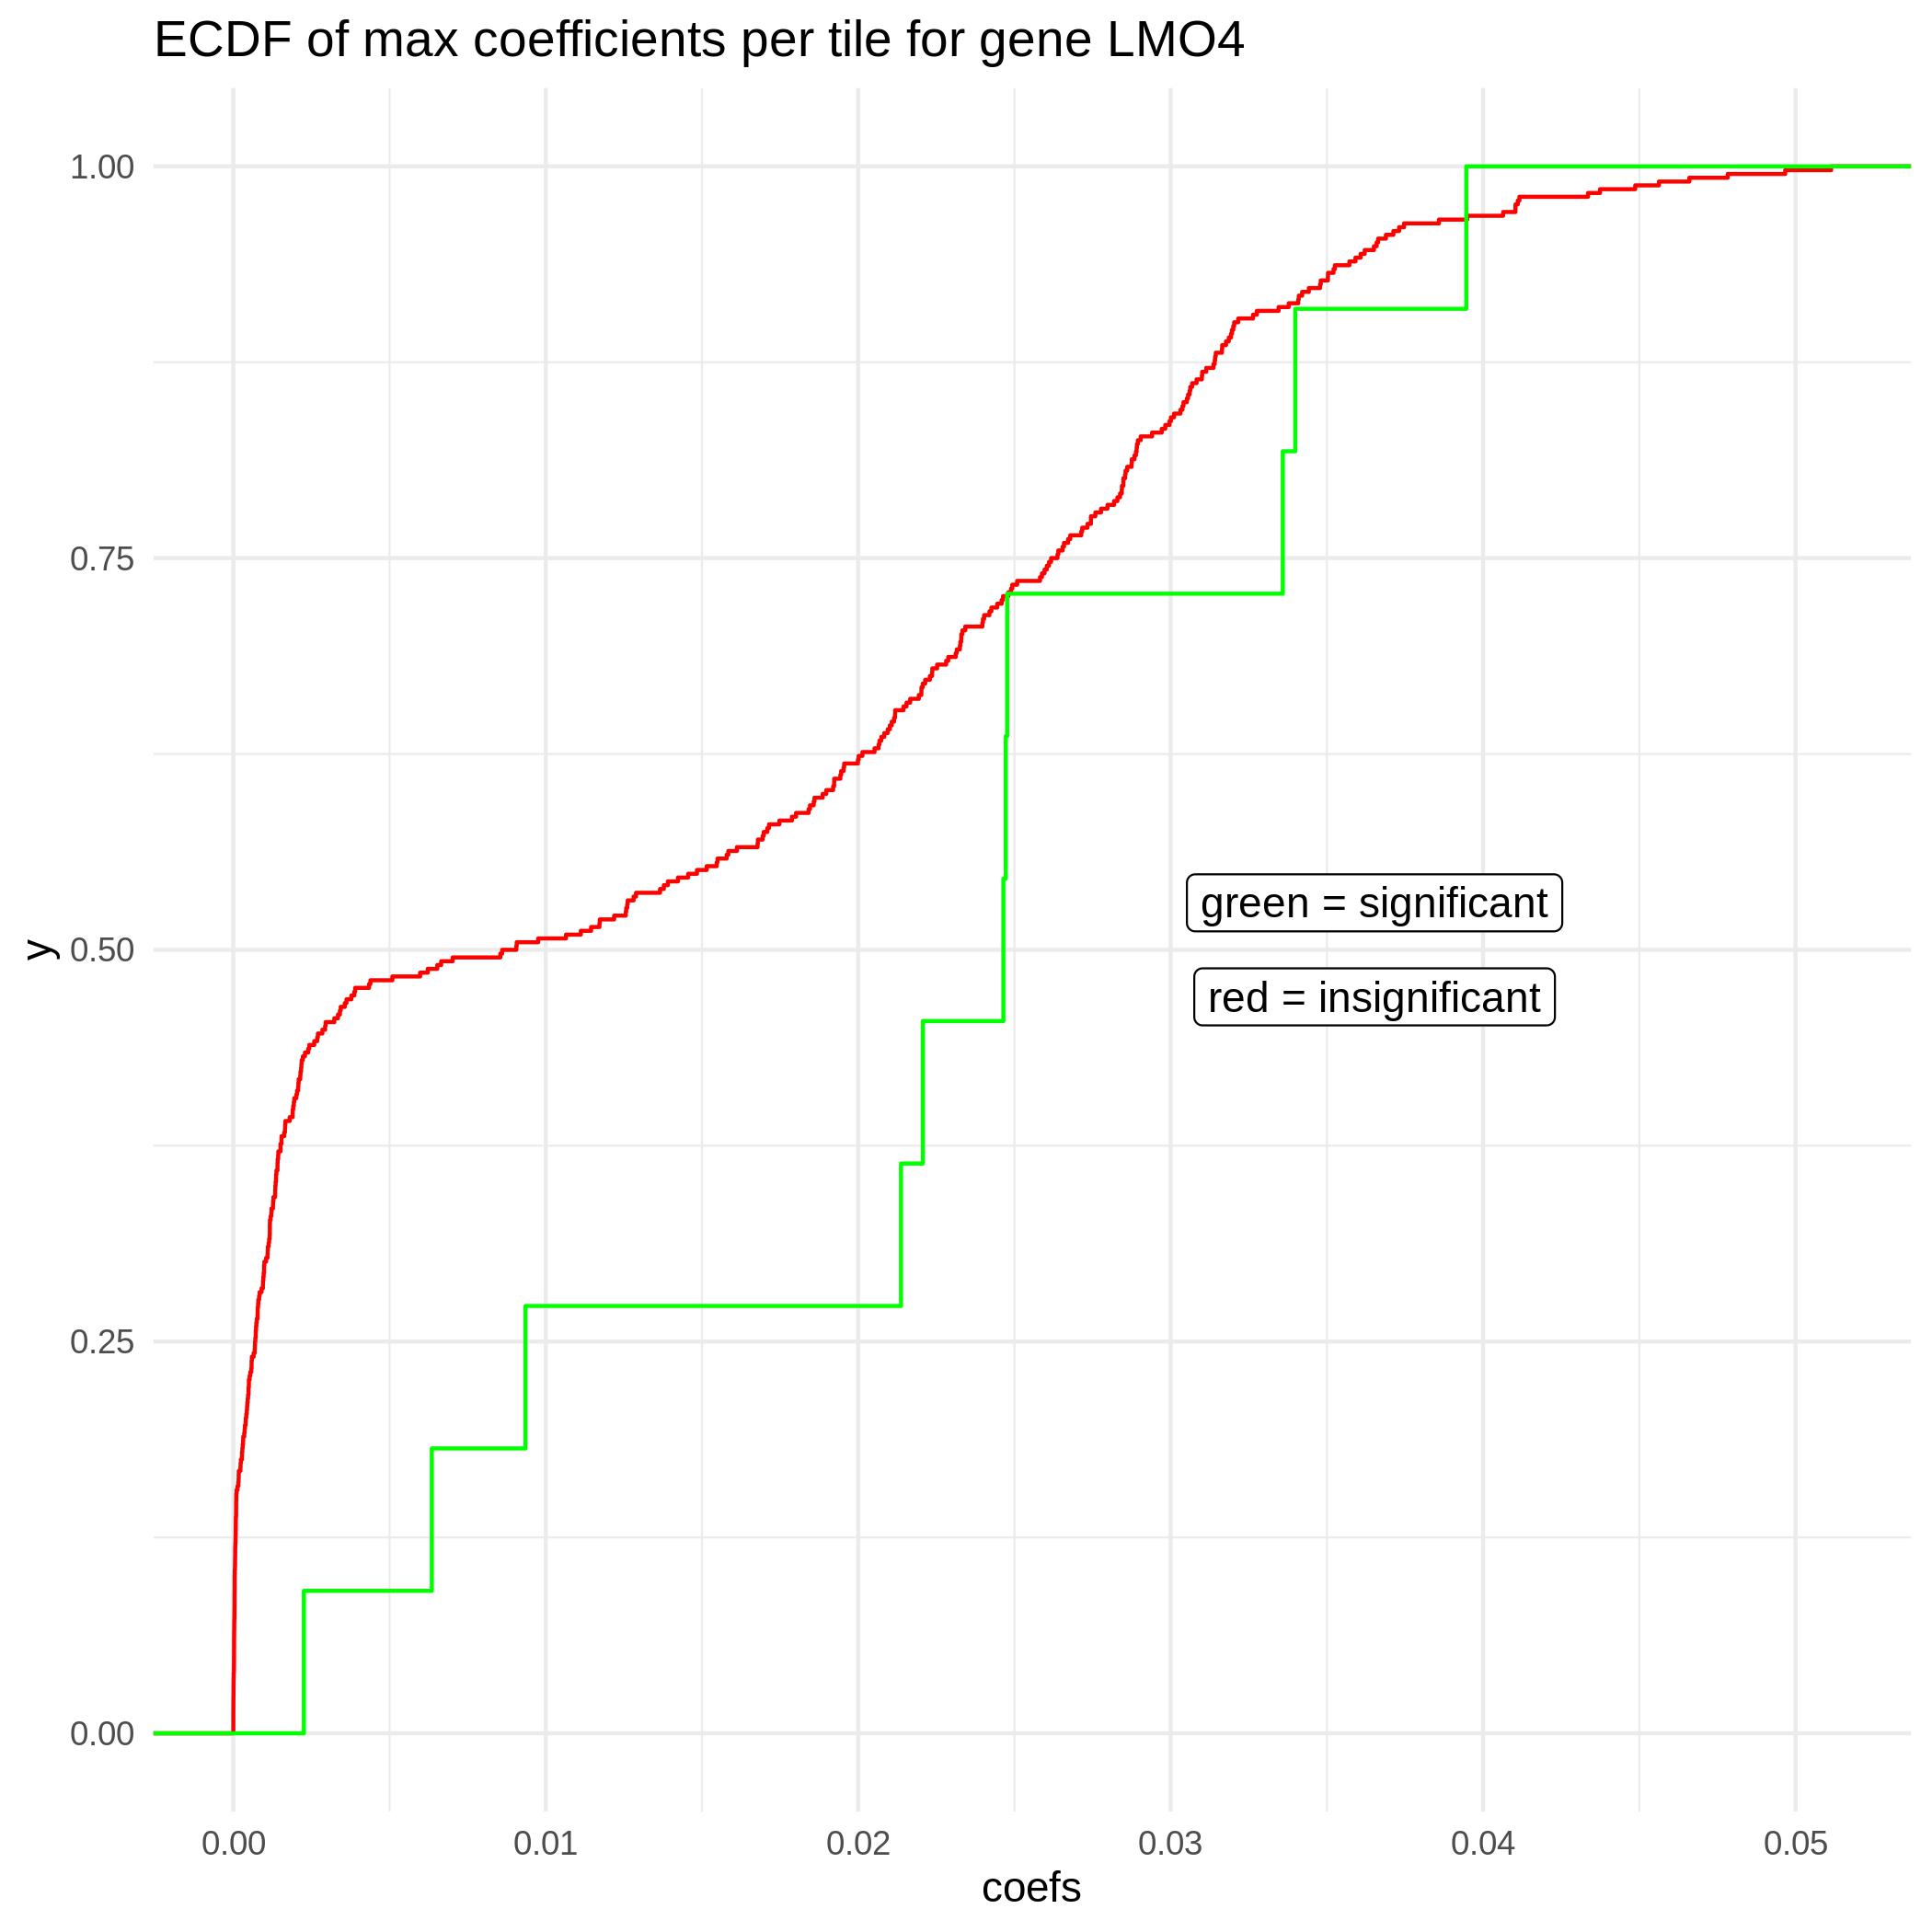 ECDF of max coefficients per tile for gene LMO4
1.00
0.75
0.50
0.25
0.00
y
green = significant
red = insignificant
0.00 0.01 0.02 0.03 0.04 0.05
coefs